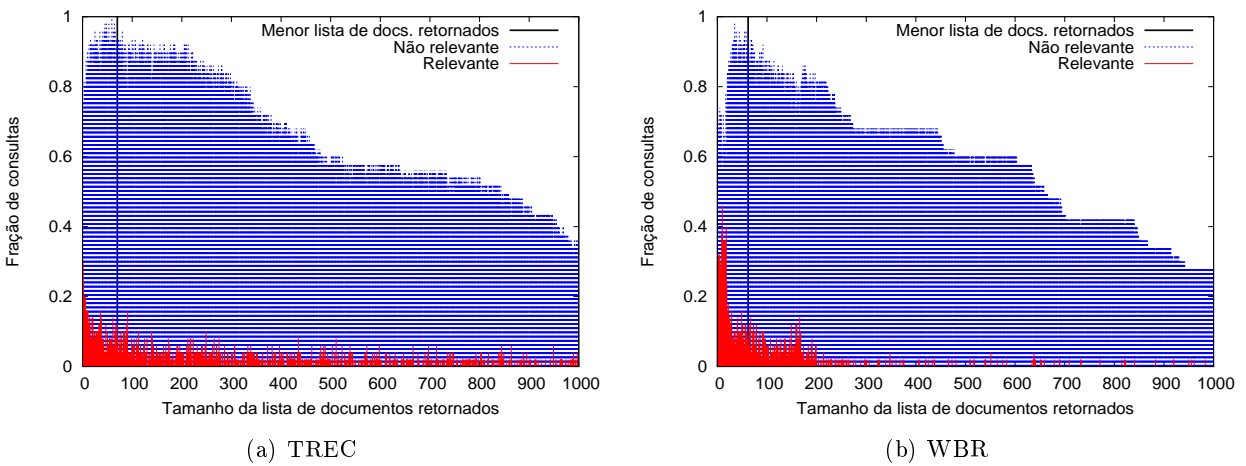 Menor lista de docs. retornados
Não relevante
Relevante
1
0.8
0.6
0.4
0.2
0
Fração de consultas
0 100 200 300 400 500 600 700 800 900 1000
Tamanho da lista de documentos retornados
(a) TREC
Menor lista de docs. retornados
Não relevante
Relevante
1
0.8
0.6
0.4
0.2
0
Fração de consultas
0 100 200 300 400 500 600 700 800 900 1000
Tamanho da lista de documentos retornados
(b) WBR